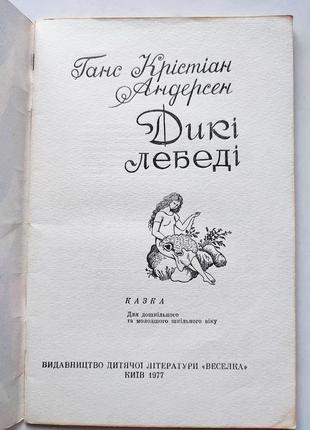 Ганс Крістіан
Андерсен
Дикі
лебеді
КАЗКА
Для дошкільного
та молодшого шкільного віку
ВИДАВНИЦТВО ДИТЯЧОЇ ЛІТЕРАТУРИ «ВЕСЕЛКА»
КИЇВ 1977